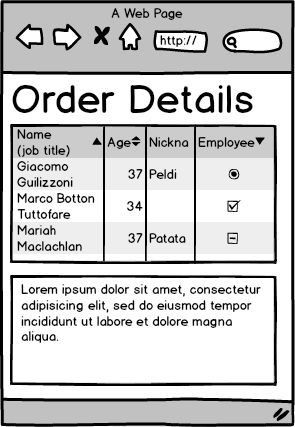 A Web Page
http://
Order Details
Name
(job title)
Age
Nickna
Employee
Giacomo
Guilizzoni
37
Peldi
Marco Botton
Tuttofare
34
Mariah
Maclachlan
37
Patata
Lorem ipsum dolor sit amet, consectetur
adipisicing elit, sed do eiusmod tempor
incididunt ut labore et dolore magna
aliqua.